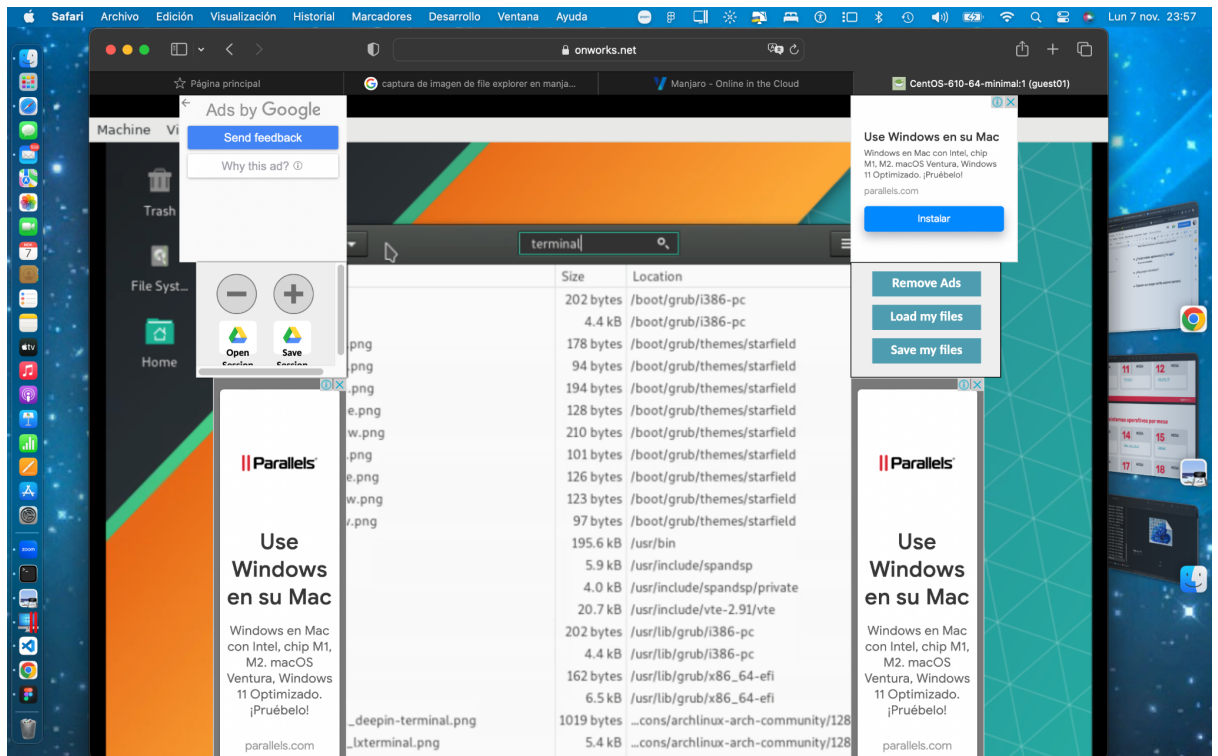 Safari Archivo Edición Visualización Historial Marcadores Desarrollo Ventana Ayuda
Lun 7 nov. 23:57
onworks.net
Página principal
captura de imagen de file explorer en manja...
Manjaro - Online in the Cloud
CentOS-610-64-minimal:1 (guest01)
Machine Vi
Ads by Google
Send feedback
Why this ad?
Trash
File Syst...
Home
terminal
Open
Session
Save
Session
Size Location
202 bytes /boot/grub/i386-pc
4.4 kB /boot/grub/i386-pc
.png 178 bytes /boot/grub/themes/starfield
.png 94 bytes /boot/grub/themes/starfield
.png 194 bytes /boot/grub/themes/starfield
e.png 128 bytes /boot/grub/themes/starfield
w.png 210 bytes /boot/grub/themes/starfield
.png 101 bytes /boot/grub/themes/starfield
e.png 126 bytes /boot/grub/themes/starfield
w.png 123 bytes /boot/grub/themes/starfield
.png 97 bytes /boot/grub/themes/starfield
195.6 kB /usr/bin
5.9 kB /usr/include/spandsp
4.0 kB /usr/include/spandsp/private
20.7 kB /usr/include/vte-2.91/vte
202 bytes /usr/lib/grub/i386-pc
4.4 kB /usr/lib/grub/i386-pc
162 bytes /usr/lib/grub/x86_64-efi
6.5 kB /usr/lib/grub/x86_64-efi
_deepin-terminal.png 1019 bytes ...cons/archlinux-arch-community/128
_lxterminal.png 5.4 kB ...cons/archlinux-arch-community/128
Parallels
Use
Windows
en su Mac
Windows en Mac
con Intel, chip M1,
M2. macOS
Ventura, Windows
11 Optimizado.
¡Pruébelo!
parallels.com
Use Windows en su Mac
Windows en Mac con Intel, chip
M1, M2. macOS Ventura, Windows
11 Optimizado. ¡Pruébelo!
parallels.com
Instalar
Remove Ads
Load my files
Save my files
Parallels
Use
Windows
en su Mac
Windows en Mac
con Intel, chip M1,
M2. macOS
Ventura, Windows
11 Optimizado.
¡Pruébelo!
parallels.com
7
tv
zoom
11 12
14 15
17 18